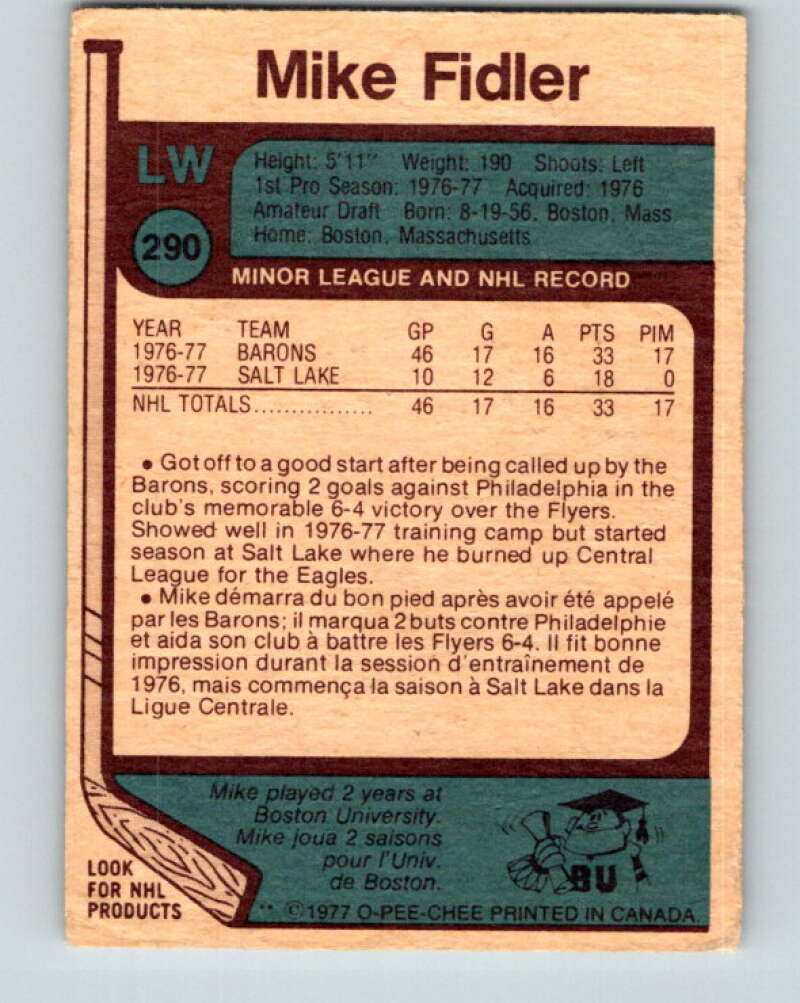 Mike Fidler
LW
Height: 5'11" Weight: 190 Shoots: Left
1st Pro Season: 1976-77 Acquired: 1976
Amateur Draft Born: 8-19-56, Boston, Mass
Home: Boston, Massachusetts
290
MINOR LEAGUE AND NHL RECORD
YEAR TEAM GP G A PTS PIM
1976-77 BARONS 46 17 16 33 17
1976-77 SALT LAKE 10 12 6 18 0
NHL TOTALS................ 46 17 16 33 17
• Got off to a good start after being called up by the
Barons, scoring 2 goals against Philadelphia in the
club's memorable 6-4 victory over the Flyers.
Showed well in 1976-77 training camp but started
season at Salt Lake where he burned up Central
League for the Eagles.
• Mike démarra du bon pied après avoir été appelé
par les Barons; il marqua 2 buts contre Philadelphie
et aida son club à battre les Flyers 6-4. Il fit bonne
impression durant la session d'entraînement de
1976, mais commença la saison à Salt Lake dans la
Ligue Centrale.
Mike played 2 years at
Boston University.
Mike joua 2 saisons
pour l'Univ.
de Boston.
BU
LOOK
FOR NHL
PRODUCTS
** ©1977 O-PEE-CHEE PRINTED IN CANADA.